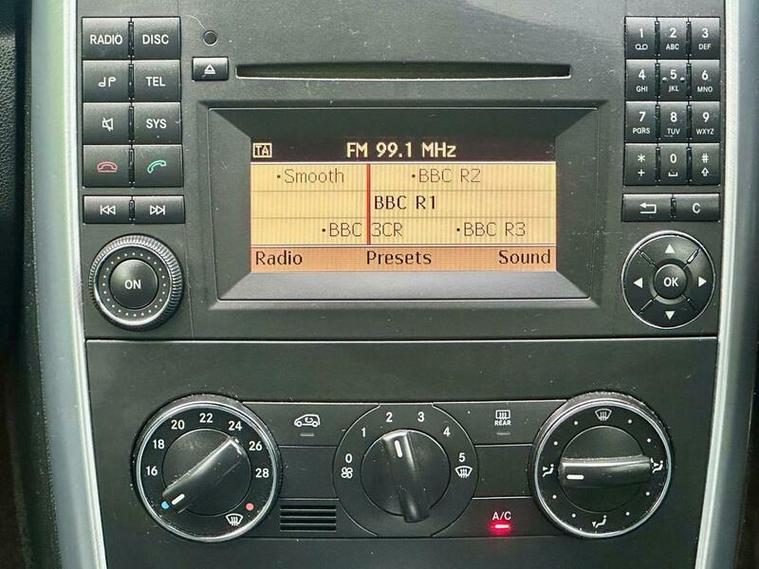 RADIO DISC
TEL
SYS
TA FM 99.1 MHz
•Smooth •BBC R2
BBC R1
•BBC 3CR •BBC R3
Radio Presets Sound
1 2 3
ABC DEF
4 5 6
GHI JKL MNO
7 8 9
PQRS TUV WXYZ
* 0 #
+
C
ON
OK
16 18 20 22 24 26 28
0 1 2 3 4 5
REAR
A/C